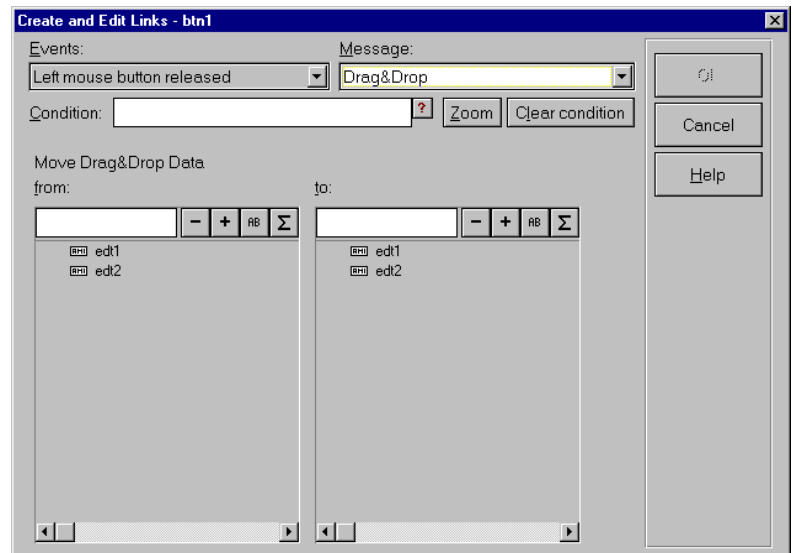 Create and Edit Links - btn1
Events:
Message:
Left mouse button released
Drag&Drop
Condition:
?
Zoom
Clear condition
Cancel
Help
Move Drag&Drop Data
from:
to:
- + AB Σ
- + AB Σ
edt1
edt2
edt1
edt2